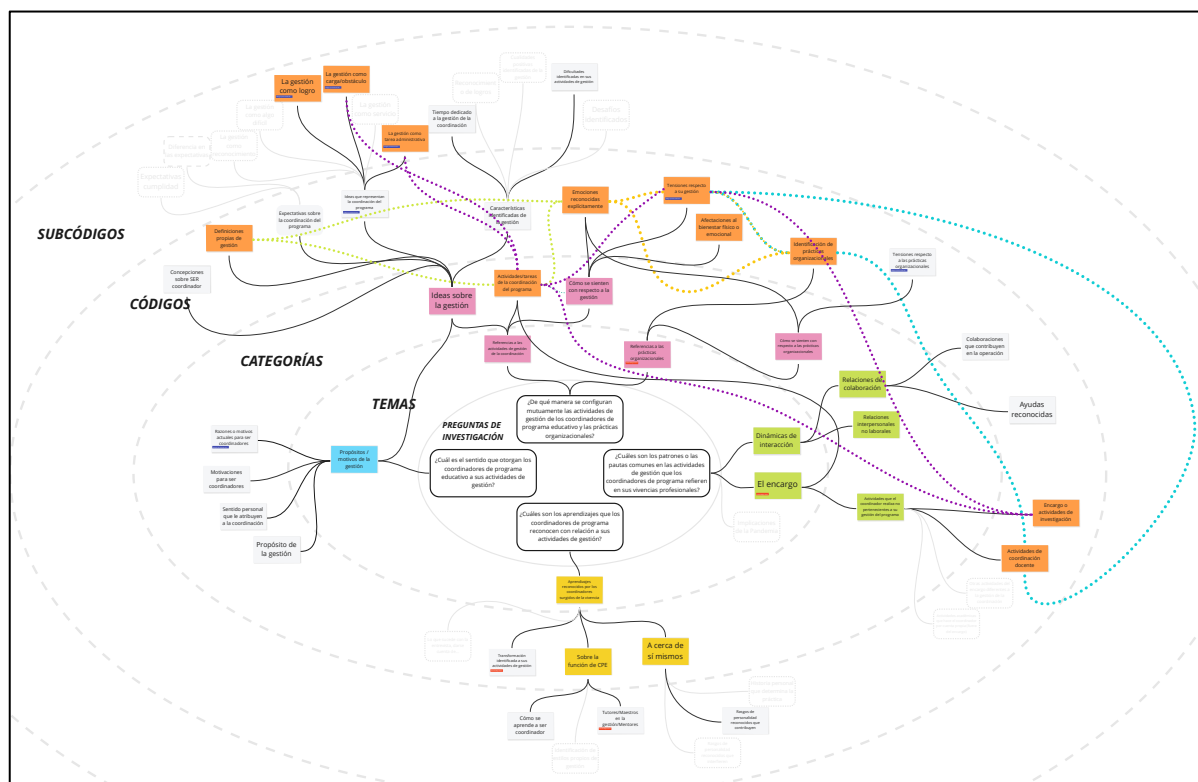 La gestión
como logro
La gestión como
carga/obstáculo
La gestión
como servicio
Dificultades
identificadas en sus
actividades de gestión
Tiempo dedicado
a la gestión de la
coordinación
Desafíos
identificados
La gestión como
tarea administrativa
Expectativas
SUBCÓDIGOS
Ideas que representan
la coordinación del
programa
Expectativas sobre
la coordinación del
programa
Características
identificadas de
la gestión
Emociones
reconocidas
explícitamente
Tensiones respecto
a su gestión
Afectaciones al
bienestar físico o
emocional
Definiciones
propias de
gestión
Identificación de
prácticas
organizacionales
Tensiones respecto
a las prácticas
organizacionales
Concepciones
sobre SER
coordinador
CÓDIGOS
Ideas sobre
la gestión
Actividades/tareas
de la coordinación
del programa
Cómo se sienten
con respecto a la
gestión
CATEGORÍAS
Referencias a las
actividades de gestión
de la coordinación
Referencias a las
prácticas
organizacionales
Cómo se sienten con
respecto a las prácticas
organizacionales
Colaboraciones
que contribuyen
en la operación
Relaciones de
colaboración
Ayudas
reconocidas
TEMAS
¿De qué manera se configuran
mutuamente las actividades de
gestión de los coordinadores de
programa educativo y las prácticas
organizacionales?
PREGUNTAS DE
INVESTIGACIÓN
Relaciones
interpersonales
no laborales
Dinámicas de
interacción
Razones o motivos
actuales para ser
coordinadores
Propósitos /
motivos de la
gestión
¿Cuál es el sentido que otorgan los
coordinadores de programa
educativo a sus actividades de
gestión?
¿Cuáles son los patrones o las
pautas comunes en las actividades
de gestión que los
coordinadores de programa refieren
en sus vivencias profesionales?
Motivaciones
para ser
coordinadores
El encargo
Actividades que el
coordinador realiza no
pertenecientes a su
gestión del programa
Sentido personal
que le atribuyen
a la coordinación
¿Cuáles son los aprendizajes que los
coordinadores de programa
reconocen con relación a sus
actividades de gestión?
Implicaciones
de la Pandemia
Encargo o
actividades de
investigación
Propósito de
la gestión
Actividades de
coordinación
docente
Aprendizajes
reconocidos por los
coordinadores
surgidos de la vivencia
Transformación
identificada a sus
actividades de gestión
Sobre la
función de CPE
A cerca de
sí mismos
Cómo se
aprende a ser
coordinador
Tutores/Maestros
en la
gestión/Mentores
Rasgos de
personalidad
reconocidos que
contribuyen